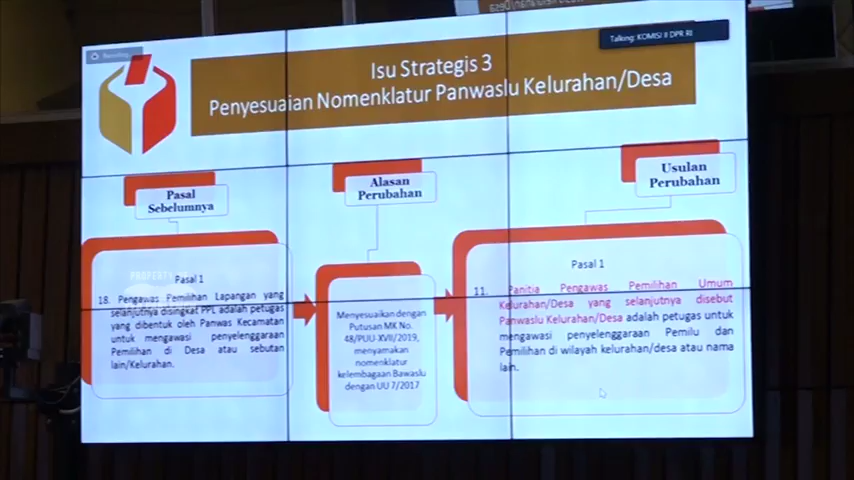 Recording...
Talking: KOMISI II DPR RI
Isu Strategis 3
Penyesuaian Nomenklatur Panwaslu Kelurahan/Desa
Pasal
Sebelumnya
Alasan
Perubahan
Usulan
Perubahan
PROPERTY
Pasal 1
18. Pengawas Pemilihan Lapangan yang
selanjutnya disingkat PPL adalah petugas
yang dibentuk oleh Panwas Kecamatan
untuk mengawasi penyelenggaraan
Pemilihan di Desa atau sebutan
lain/Kelurahan.
Menyesuaikan dengan
Putusan MK No.
48/PUU-XVII/2019,
menyamakan
nomenklatur
kelembagaan Bawaslu
dengan UU 7/2017
Pasal 1
11. Panitia Pengawas Pemilihan Umum
Kelurahan/Desa yang selanjutnya disebut
Panwaslu Kelurahan/Desa adalah petugas untuk
mengawasi penyelenggaraan Pemilu dan
Pemilihan di wilayah kelurahan/desa atau nama
lain.